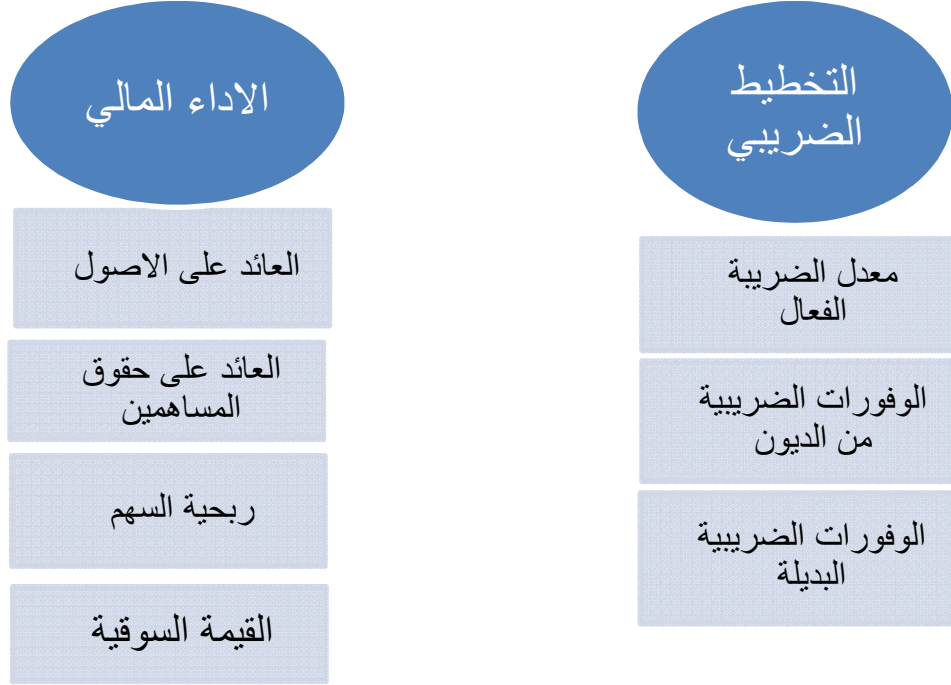 التخطيط
الضريبي
معدل الضريبة
الفعال
الوفورات الضريبية
من الديون
الوفورات الضريبية
البديلة
الاداء المالي
العائد على الاصول
العائد على حقوق
المساهمين
ربحية السهم
القيمة السوقية